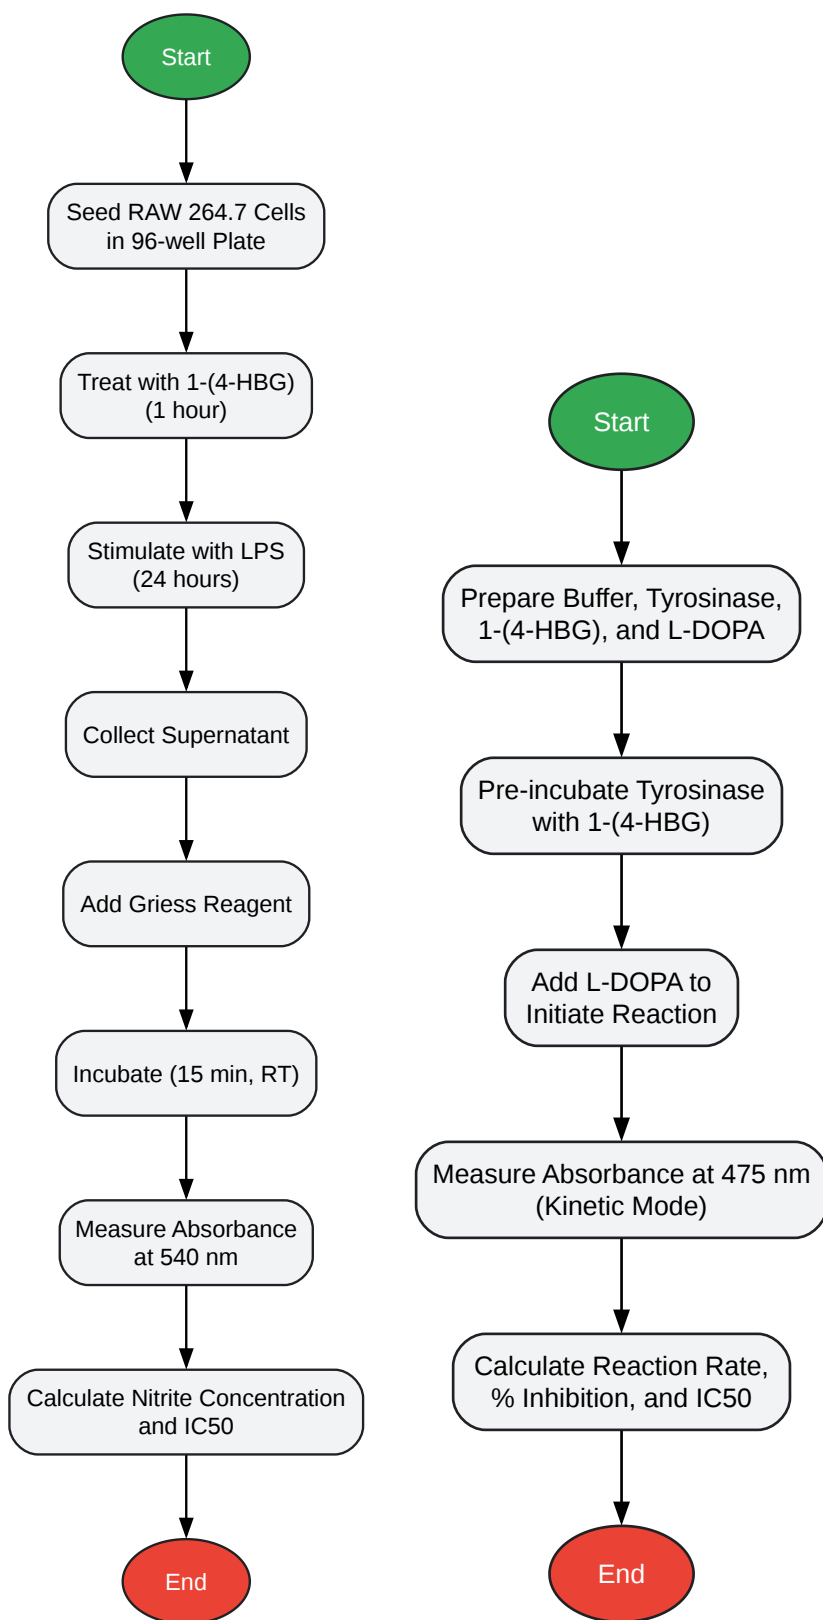 Start
Seed RAW 264.7 Cells
in 96-well Plate
Treat with 1-(4-HBG)
(1 hour)
Stimulate with LPS
(24 hours)
Collect Supernatant
Add Griess Reagent
Incubate (15 min, RT)
Measure Absorbance
at 540 nm
Calculate Nitrite Concentration
and IC50
End
Start
Prepare Buffer, Tyrosinase,
1-(4-HBG), and L-DOPA
Pre-incubate Tyrosinase
with 1-(4-HBG)
Add L-DOPA to
Initiate Reaction
Measure Absorbance at 475 nm
(Kinetic Mode)
Calculate Reaction Rate,
% Inhibition, and IC50
End